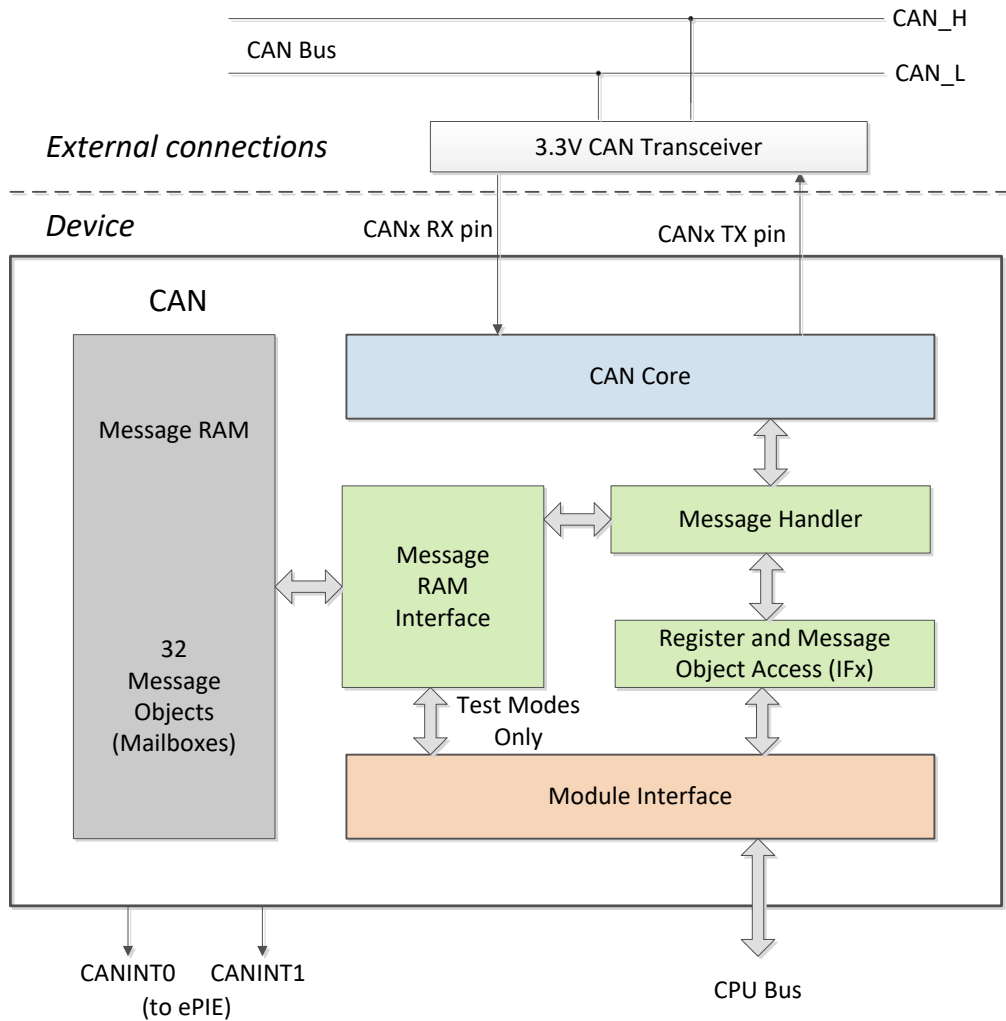 CAN_H
CAN Bus
CAN_L
External connections
3.3V CAN Transceiver
Device
CANx RX pin
CANx TX pin
CAN
CAN Core
Message RAM
Message Handler
Message
RAM
Interface
32
Message
Objects
(Mailboxes)
Register and Message
Object Access (IFx)
Test Modes
Only
Module Interface
CANINT0
CANINT1
(to ePIE)
CPU Bus